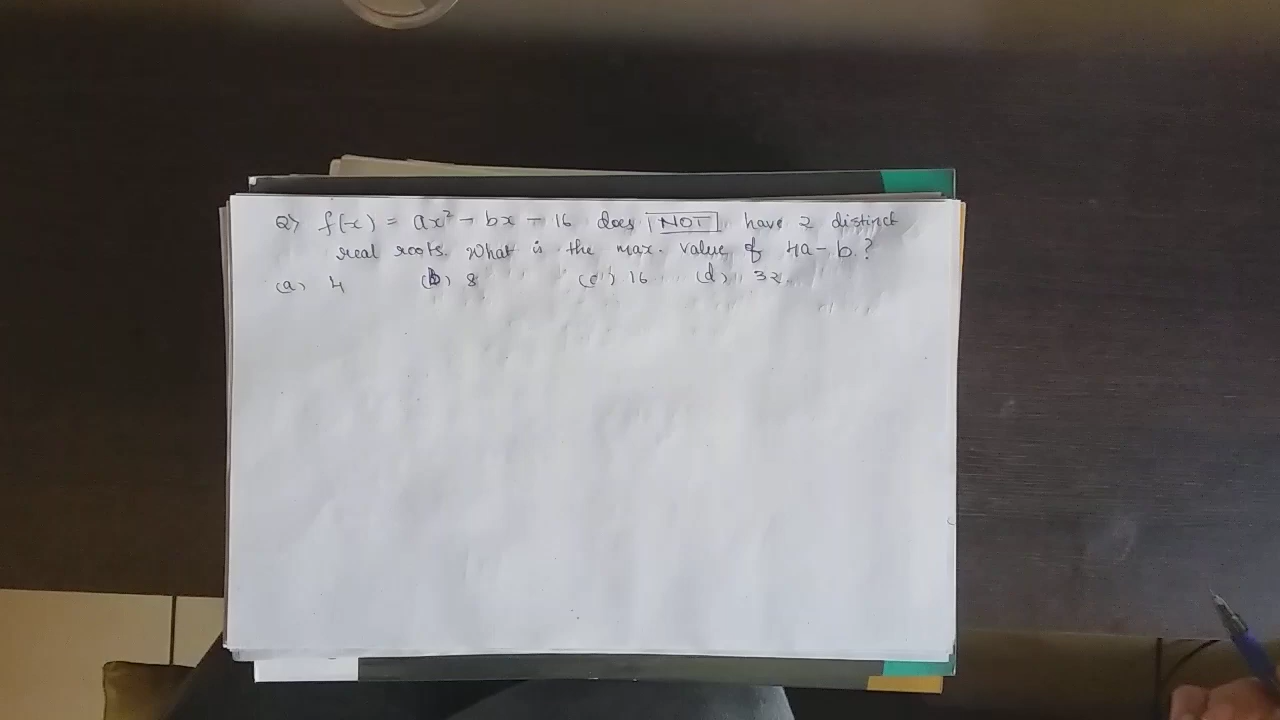 Q> f(x) = ax² - bx - 16 does NOT have 2 distinct
real roots. What is the max. value of 4a - b.?
(a) 4 (b) 8 (c) 16 (d) 32